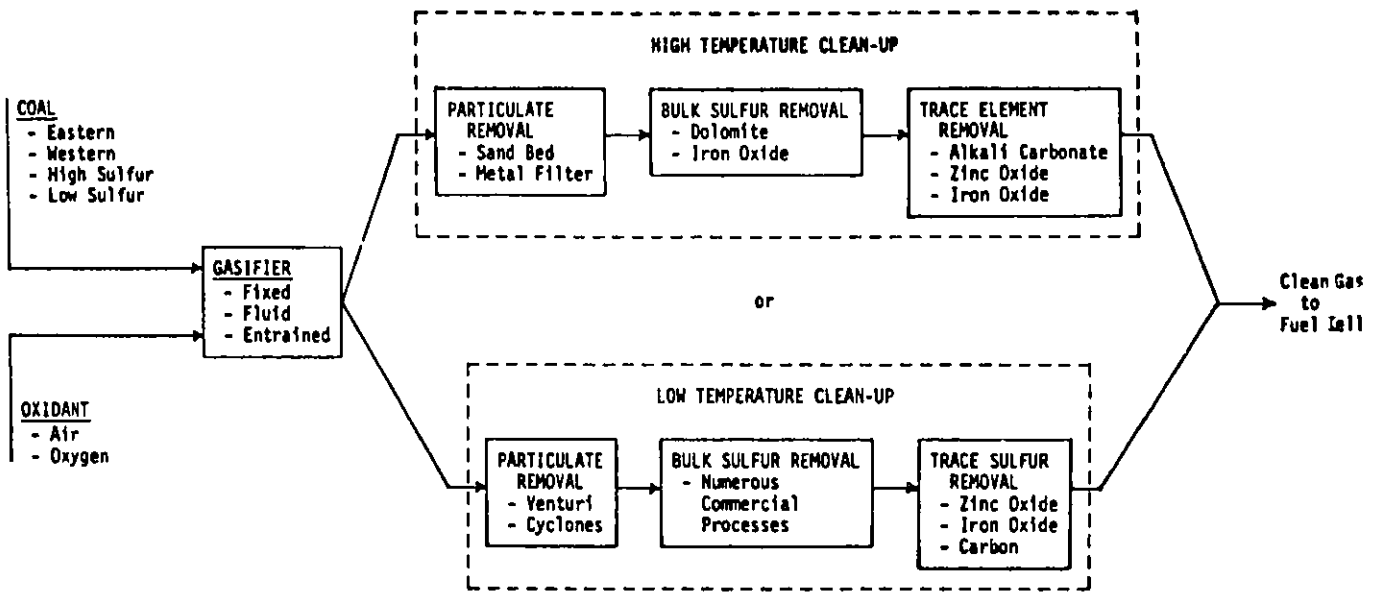 HIGH TEMPERATURE CLEAN-UP
COAL
- Eastern
- Western
- High Sulfur
- Low Sulfur
PARTICULATE
REMOVAL
- Sand Bed
- Metal Filter
BULK SULFUR REMOVAL
- Dolomite
- Iron Oxide
TRACE ELEMENT
REMOVAL
- Alkali Carbonate
- Zinc Oxide
- Iron Oxide
GASIFIER
- Fixed
- Fluid
- Entrained
or
Clean Gas
to
Fuel Iell
OXIDANT
- Air
- Oxygen
LOW TEMPERATURE CLEAN-UP
PARTICULATE
REMOVAL
- Venturi
- Cyclones
BULK SULFUR REMOVAL
- Numerous
Commercial
Processes
TRACE SULFUR
REMOVAL
- Zinc Oxide
- Iron Oxide
- Carbon